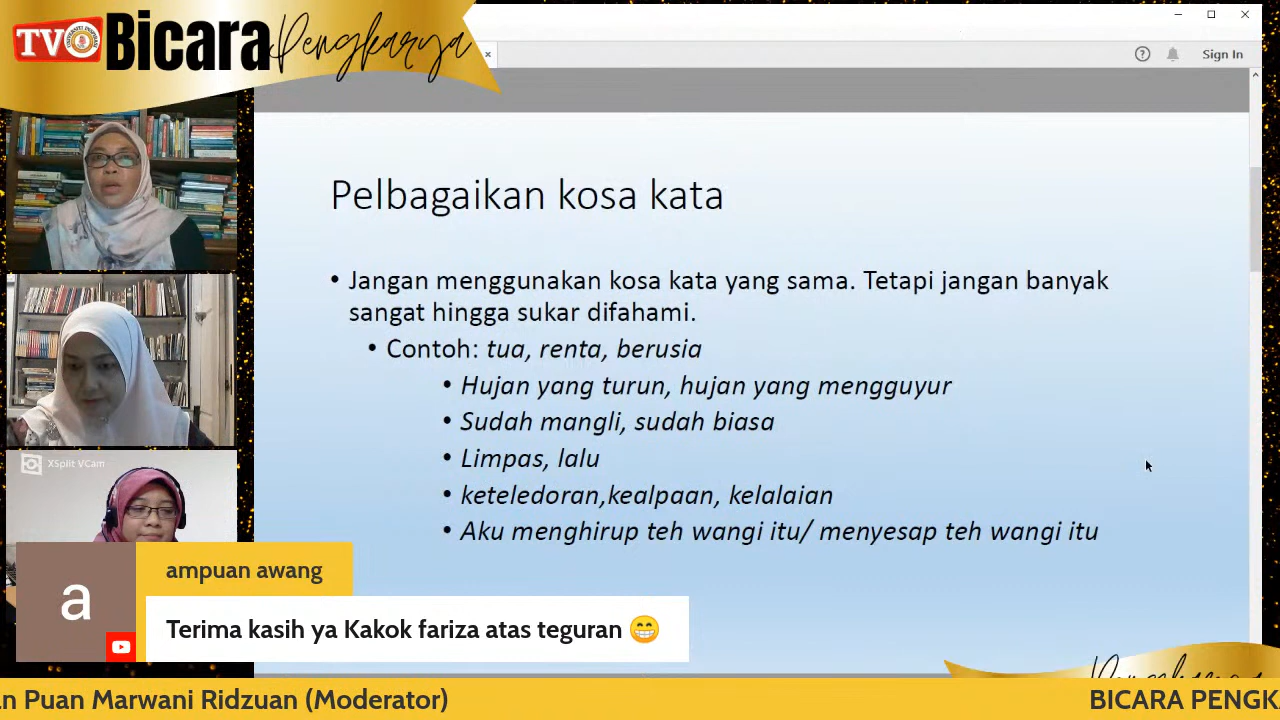 TVO Bicara Pengkarya
Sign In
Pelbagaikan kosa kata
• Jangan menggunakan kosa kata yang sama. Tetapi jangan banyak
sangat hingga sukar difahami.
• Contoh: tua, renta, berusia
• Hujan yang turun, hujan yang mengguyur
• Sudah mangli, sudah biasa
• Limpas, lalu
• keteledoran,kealpaan, kelalaian
• Aku menghirup teh wangi itu/ menyesap teh wangi itu
XSplit VCam
a
ampuan awang
Terima kasih ya Kakok fariza atas teguran 😁
an Puan Marwani Ridzuan (Moderator)
BICARA PENGK